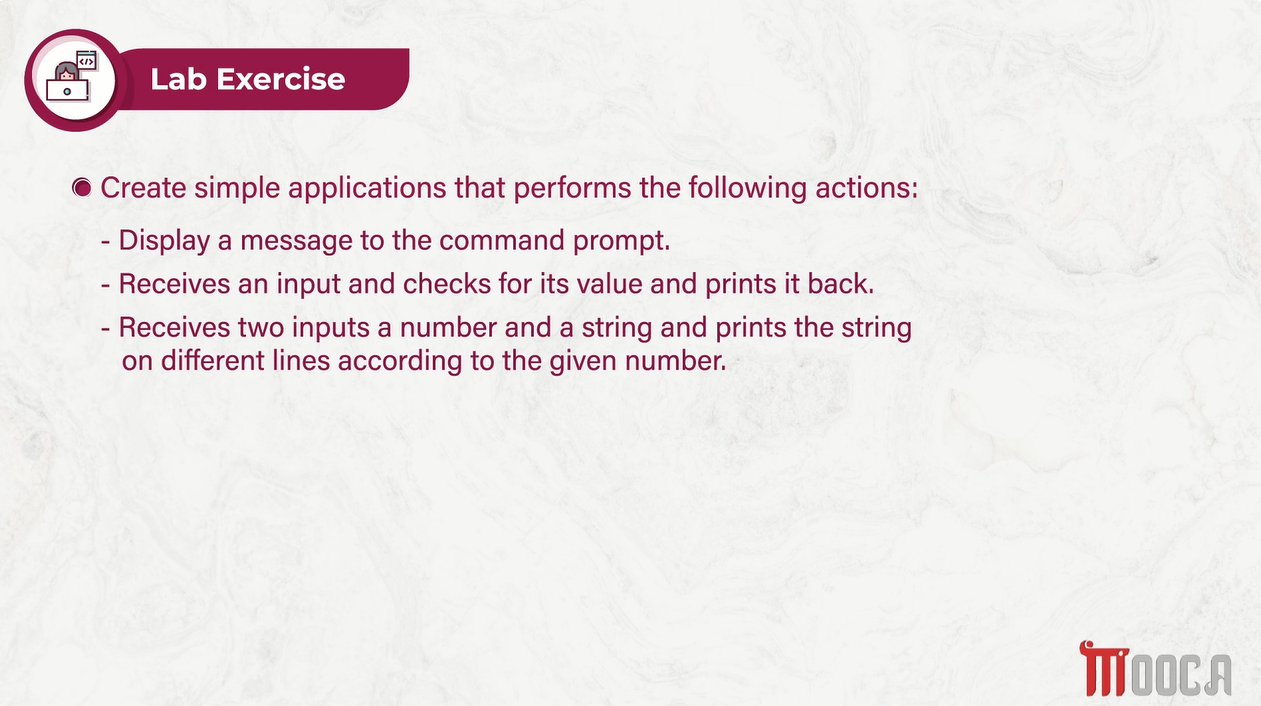 Lab Exercise
Create simple applications that performs the following actions:
- Display a message to the command prompt.
- Receives an input and checks for its value and prints it back.
- Receives two inputs a number and a string and prints the string
on different lines according to the given number.
MOOCA